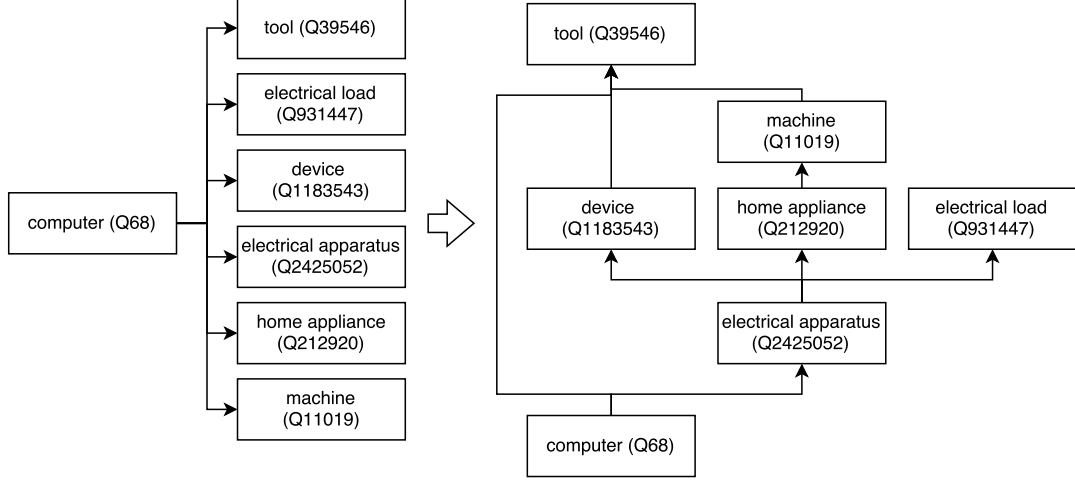 computer (Q68)
tool (Q39546)
electrical load
(Q931447)
device
(Q1183543)
electrical apparatus
(Q2425052)
home appliance
(Q212920)
machine
(Q11019)
tool (Q39546)
machine
(Q11019)
device
(Q1183543)
home appliance
(Q212920)
electrical load
(Q931447)
electrical apparatus
(Q2425052)
computer (Q68)